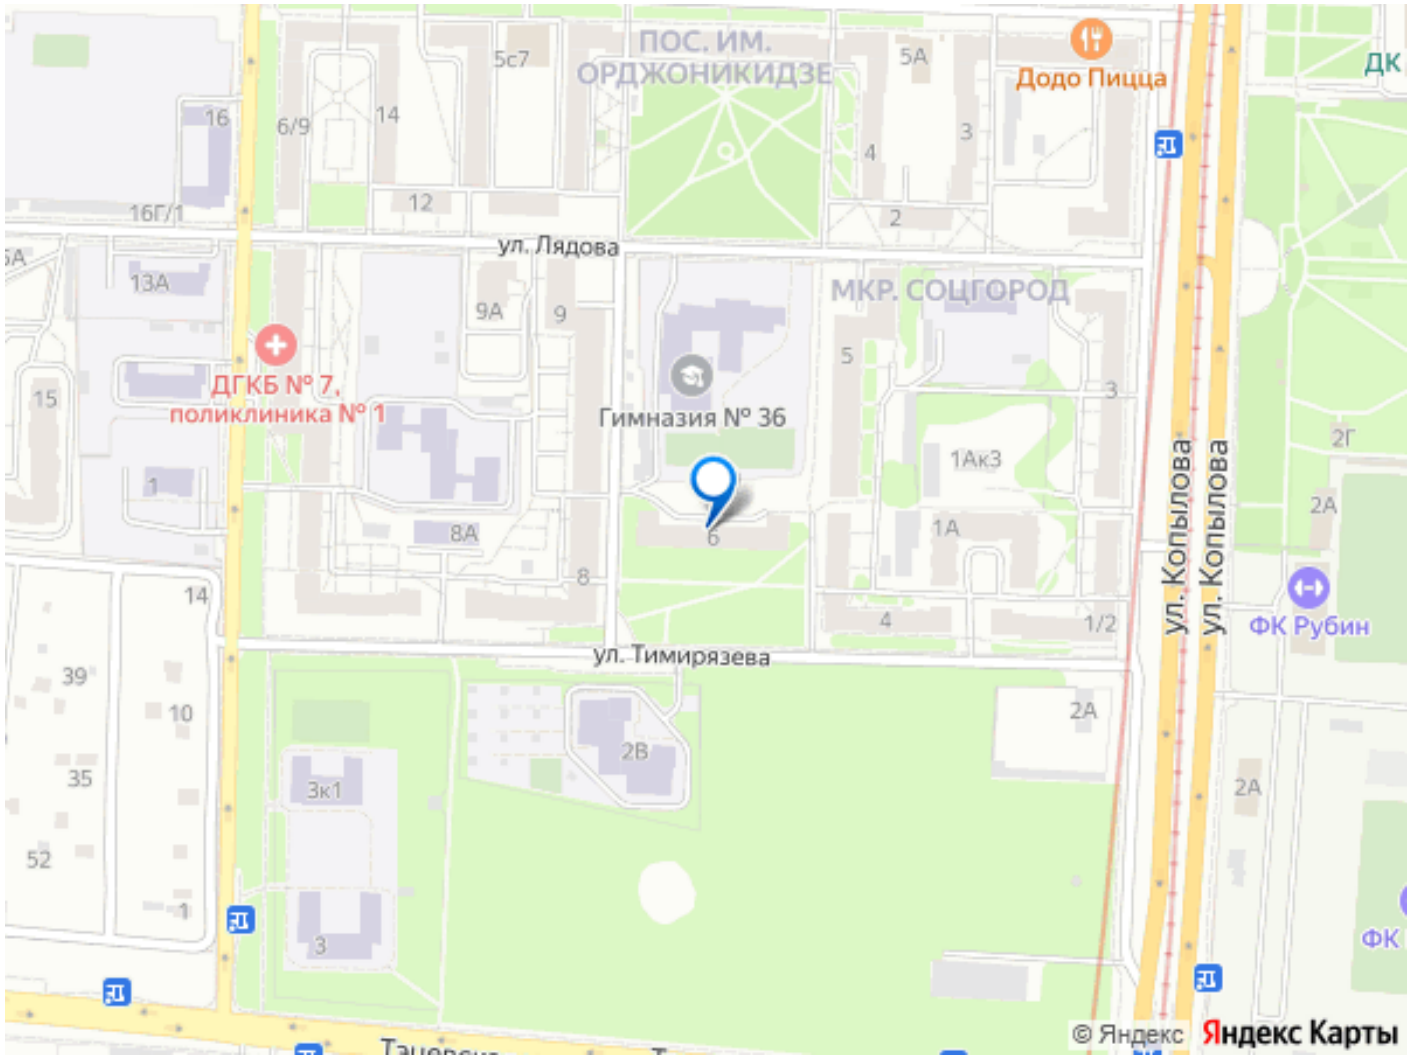 ПОС. ИМ.
ОРДЖОНИКИДЗЕ
5с7
5А
Додо Пицца
ДК
16
6/9
14
4
3
16Г/1
12
2
ул. Лядова
13А
9А
9
МКР. СОЦГОРОД
5
3
ДГКБ № 7,
поликлиника № 1
15
Гимназия № 36
1Ак3
2Г
1
8А
6
1А
2А
ул. Копылова
ул. Копылова
14
8
4
1/2
ФК Рубин
ул. Тимирязева
39
10
2В
2А
35
3к1
2А
52
1
3
ФК
© Яндекс
Яндекс Карты